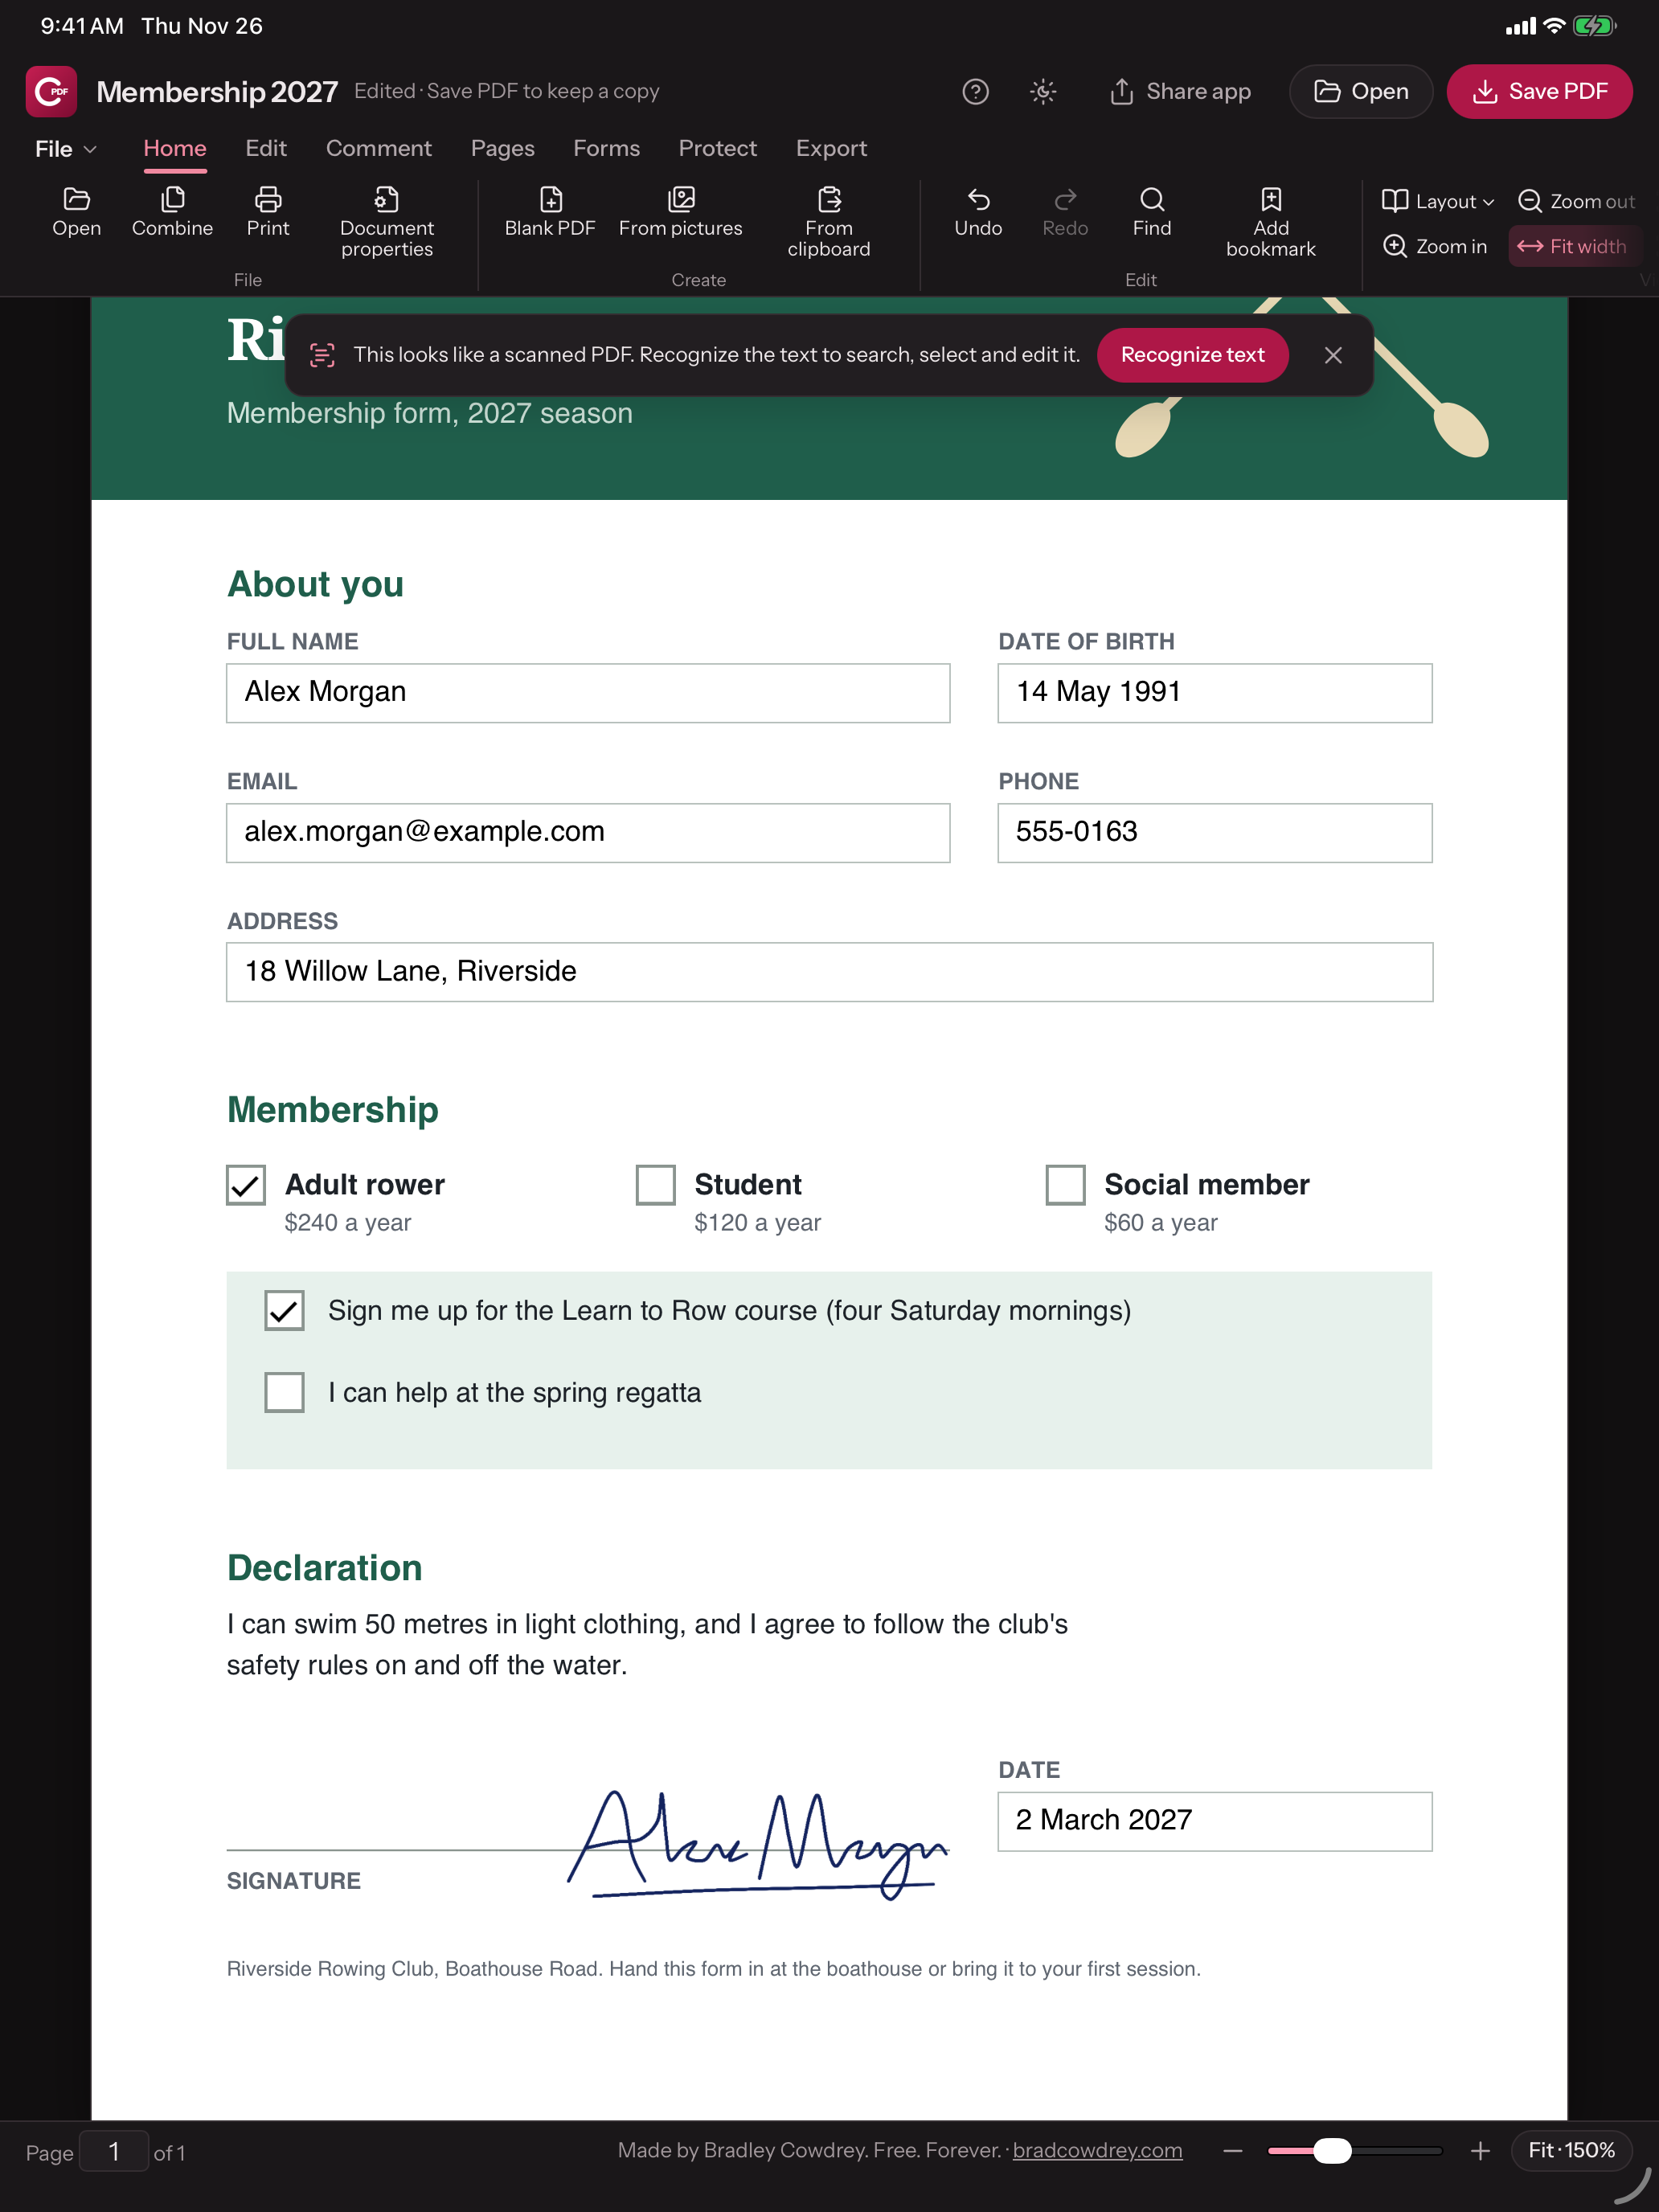 9:41 AM Thu Nov 26
C PDF Membership 2027 Edited · Save PDF to keep a copy Share app Open Save PDF
File Home Edit Comment Pages Forms Protect Export
Open Combine Print Document properties Blank PDF From pictures From clipboard Undo Redo Find Add bookmark Layout Zoom out
Zoom in Fit width
File Create Edit
This looks like a scanned PDF. Recognize the text to search, select and edit it. Recognize text
Membership form, 2027 season
About you
FULL NAME DATE OF BIRTH
Alex Morgan 14 May 1991
EMAIL PHONE
alex.morgan@example.com 555-0163
ADDRESS
18 Willow Lane, Riverside
Membership
Adult rower Student Social member
$240 a year $120 a year $60 a year
Sign me up for the Learn to Row course (four Saturday mornings)
I can help at the spring regatta
Declaration
I can swim 50 metres in light clothing, and I agree to follow the club's
safety rules on and off the water.
DATE
Alex Morgan 2 March 2027
SIGNATURE
Riverside Rowing Club, Boathouse Road. Hand this form in at the boathouse or bring it to your first session.
Page 1 of 1 Made by Bradley Cowdrey. Free. Forever. · bradcowdrey.com Fit · 150%